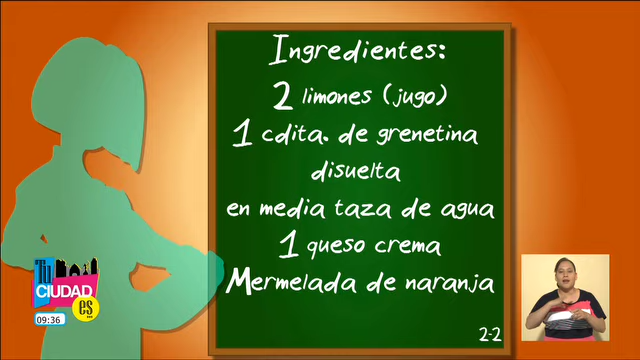 Ingredientes:
2 limones (jugo)
1 cdita. de grenetina
disuelta
en media taza de agua
1 queso crema
Mermelada de naranja
2-2
Tu
CIUDAD
es...
09:36